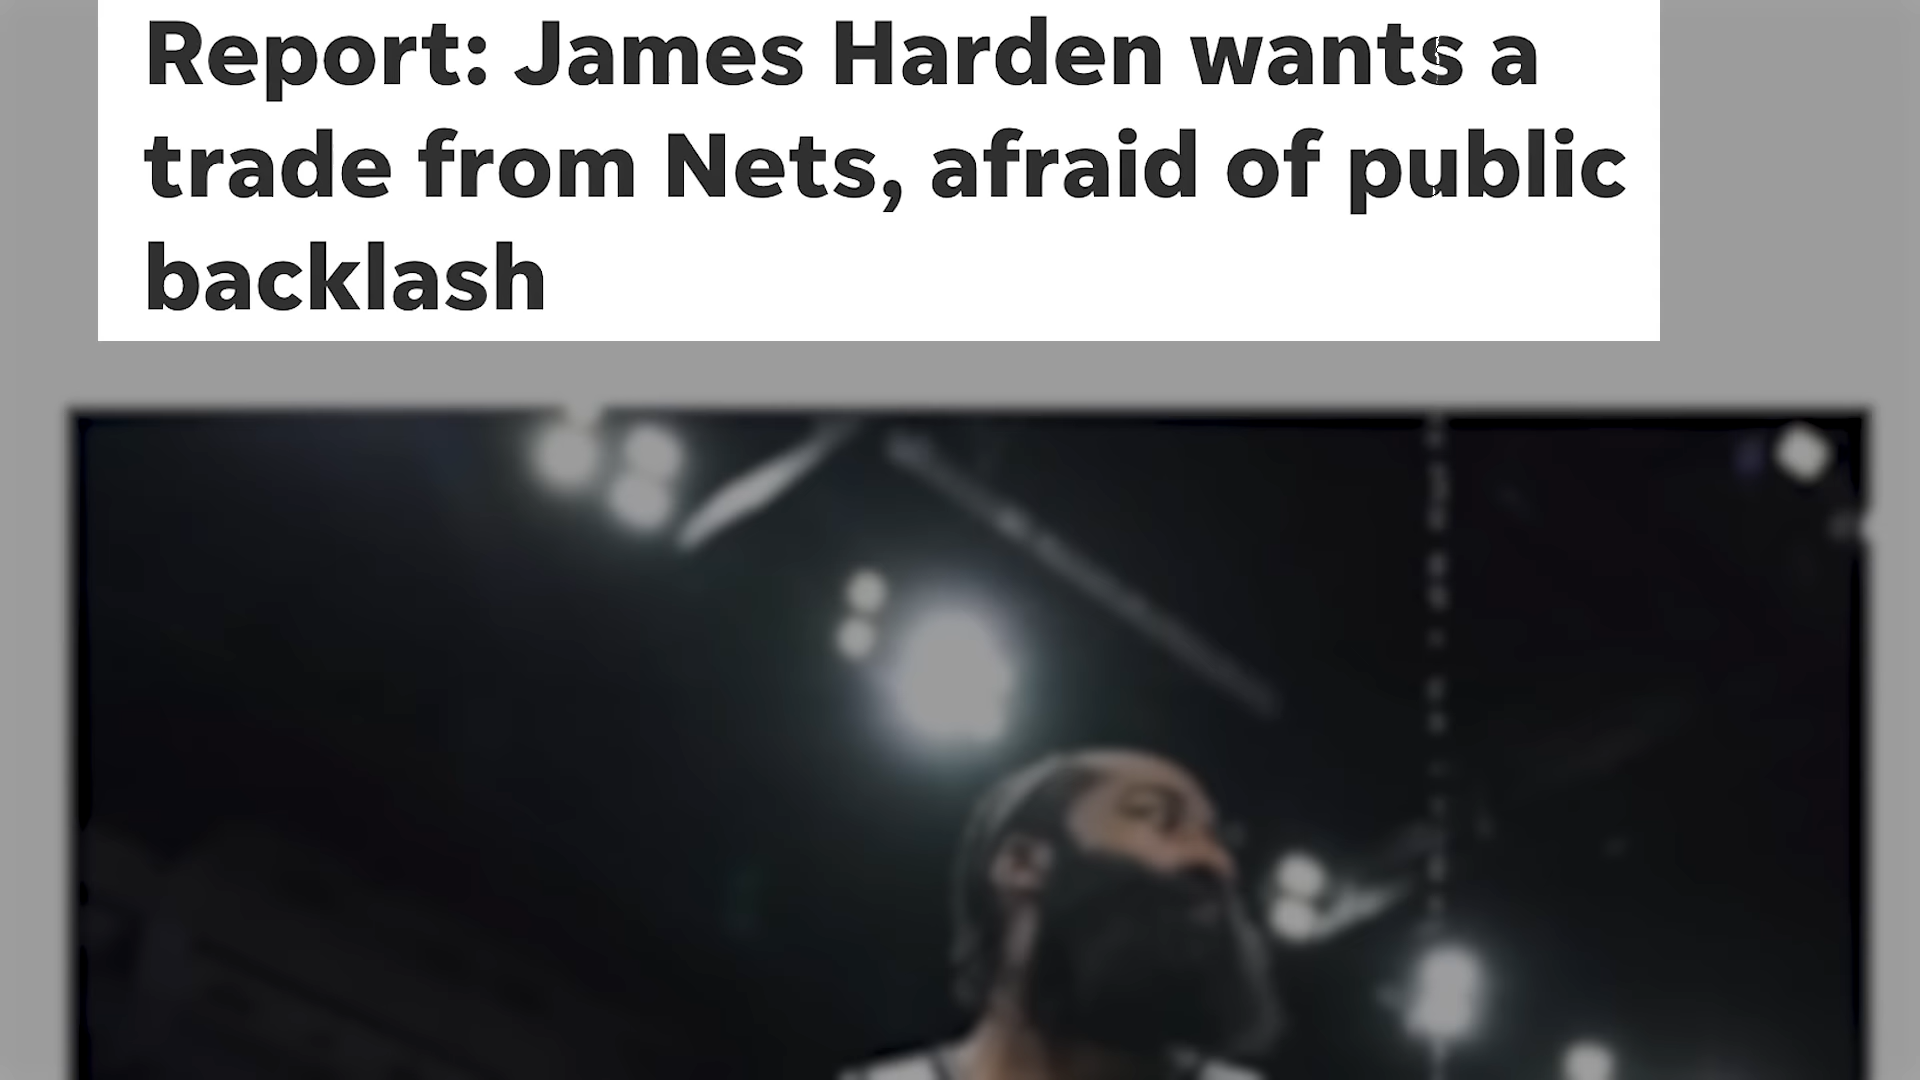 Report: James Harden wants a
trade from Nets, afraid of public
backlash